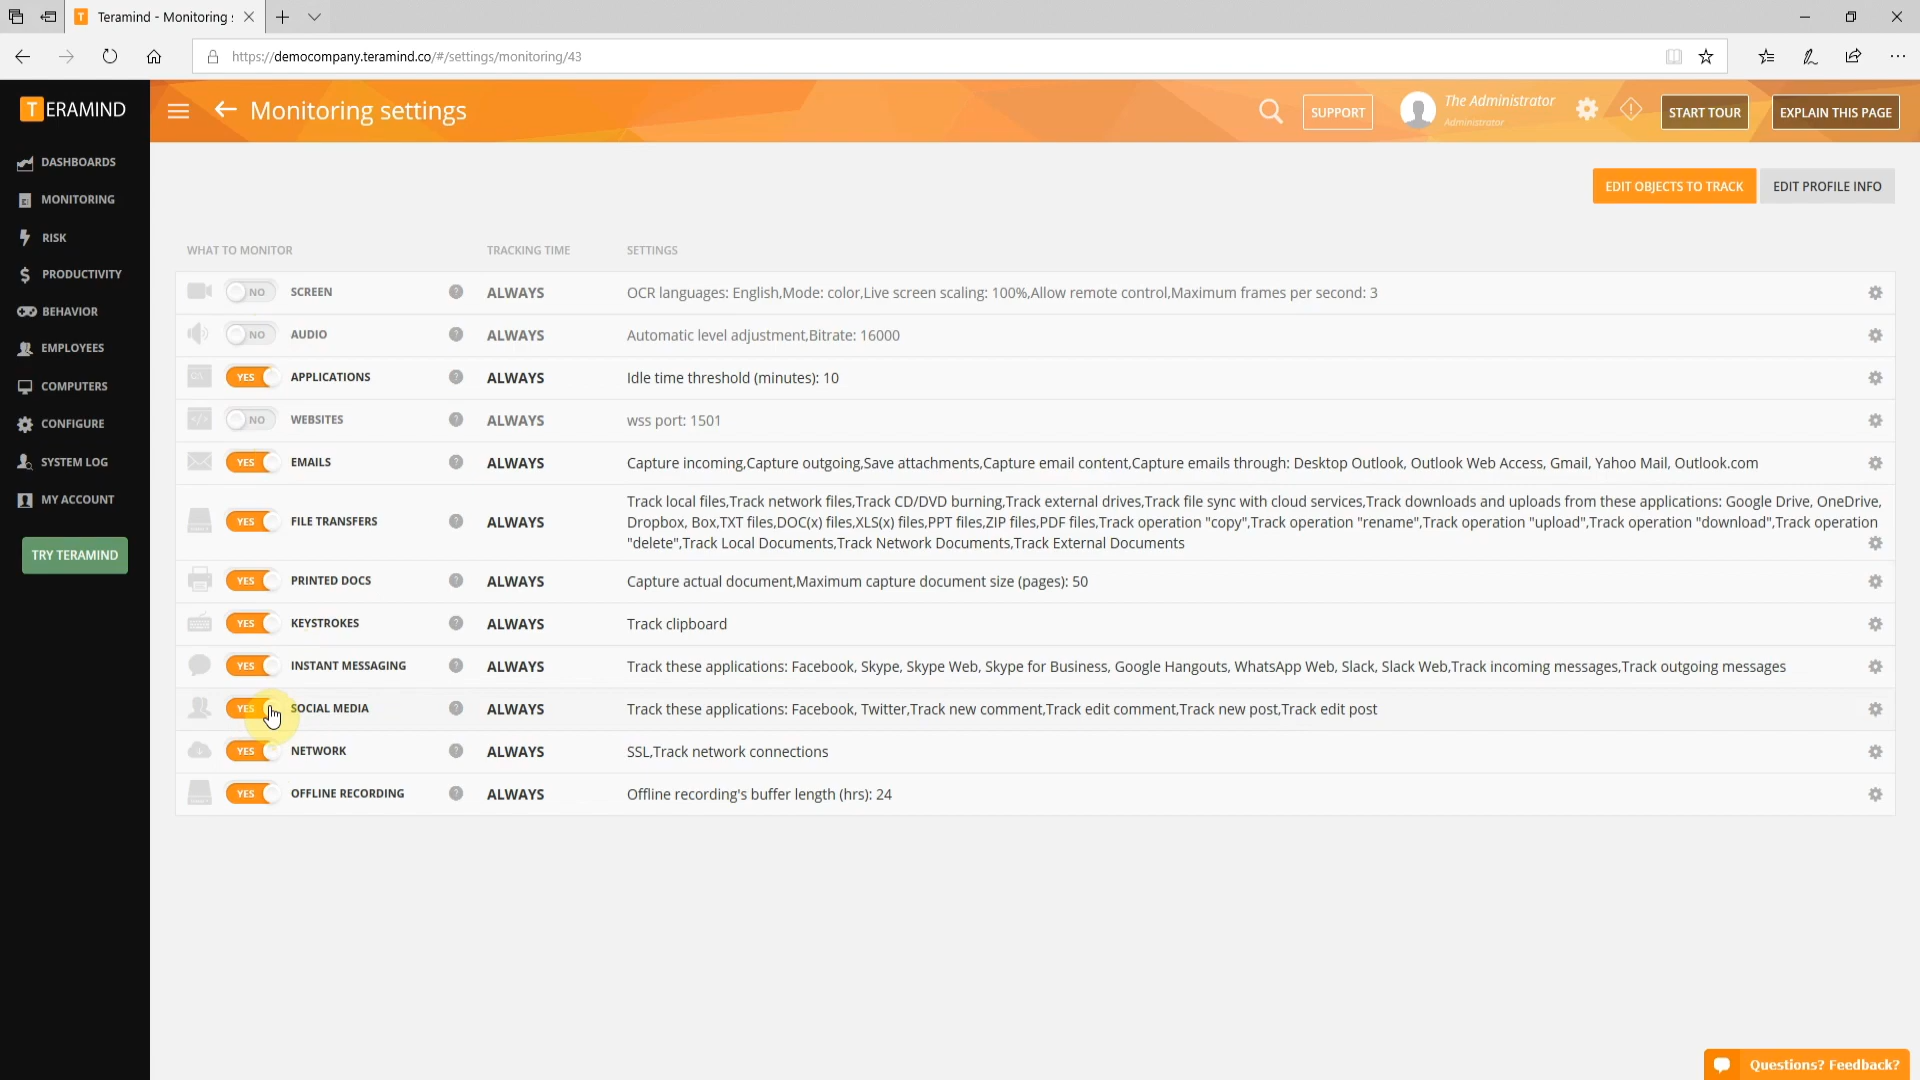 Teramind - Monitoring s
https://democompany.teramind.co/#/settings/monitoring/43
TERAMIND
Monitoring settings
SUPPORT
The Administrator
Administrator
START TOUR
EXPLAIN THIS PAGE
DASHBOARDS
MONITORING
RISK
PRODUCTIVITY
BEHAVIOR
EMPLOYEES
COMPUTERS
CONFIGURE
SYSTEM LOG
MY ACCOUNT
TRY TERAMIND
EDIT OBJECTS TO TRACK
EDIT PROFILE INFO
WHAT TO MONITOR TRACKING TIME SETTINGS
NO SCREEN ? ALWAYS OCR languages: English,Mode: color,Live screen scaling: 100%,Allow remote control,Maximum frames per second: 3
NO AUDIO ? ALWAYS Automatic level adjustment,Bitrate: 16000
YES APPLICATIONS ? ALWAYS Idle time threshold (minutes): 10
NO WEBSITES ? ALWAYS wss port: 1501
YES EMAILS ? ALWAYS Capture incoming,Capture outgoing,Save attachments,Capture email content,Capture emails through: Desktop Outlook, Outlook Web Access, Gmail, Yahoo Mail, Outlook.com
YES FILE TRANSFERS ? ALWAYS Track local files,Track network files,Track CD/DVD burning,Track external drives,Track file sync with cloud services,Track downloads and uploads from these applications: Google Drive, OneDrive,
Dropbox, Box,TXT files,DOC(x) files,XLS(x) files,PPT files,ZIP files,PDF files,Track operation "copy",Track operation "rename",Track operation "upload",Track operation "download",Track operation
"delete",Track Local Documents,Track Network Documents,Track External Documents
YES PRINTED DOCS ? ALWAYS Capture actual document,Maximum capture document size (pages): 50
YES KEYSTROKES ? ALWAYS Track clipboard
YES INSTANT MESSAGING ? ALWAYS Track these applications: Facebook, Skype, Skype Web, Skype for Business, Google Hangouts, WhatsApp Web, Slack, Slack Web,Track incoming messages,Track outgoing messages
YES SOCIAL MEDIA ? ALWAYS Track these applications: Facebook, Twitter,Track new comment,Track edit comment,Track new post,Track edit post
YES NETWORK ? ALWAYS SSL,Track network connections
YES OFFLINE RECORDING ? ALWAYS Offline recording's buffer length (hrs): 24
Questions? Feedback?